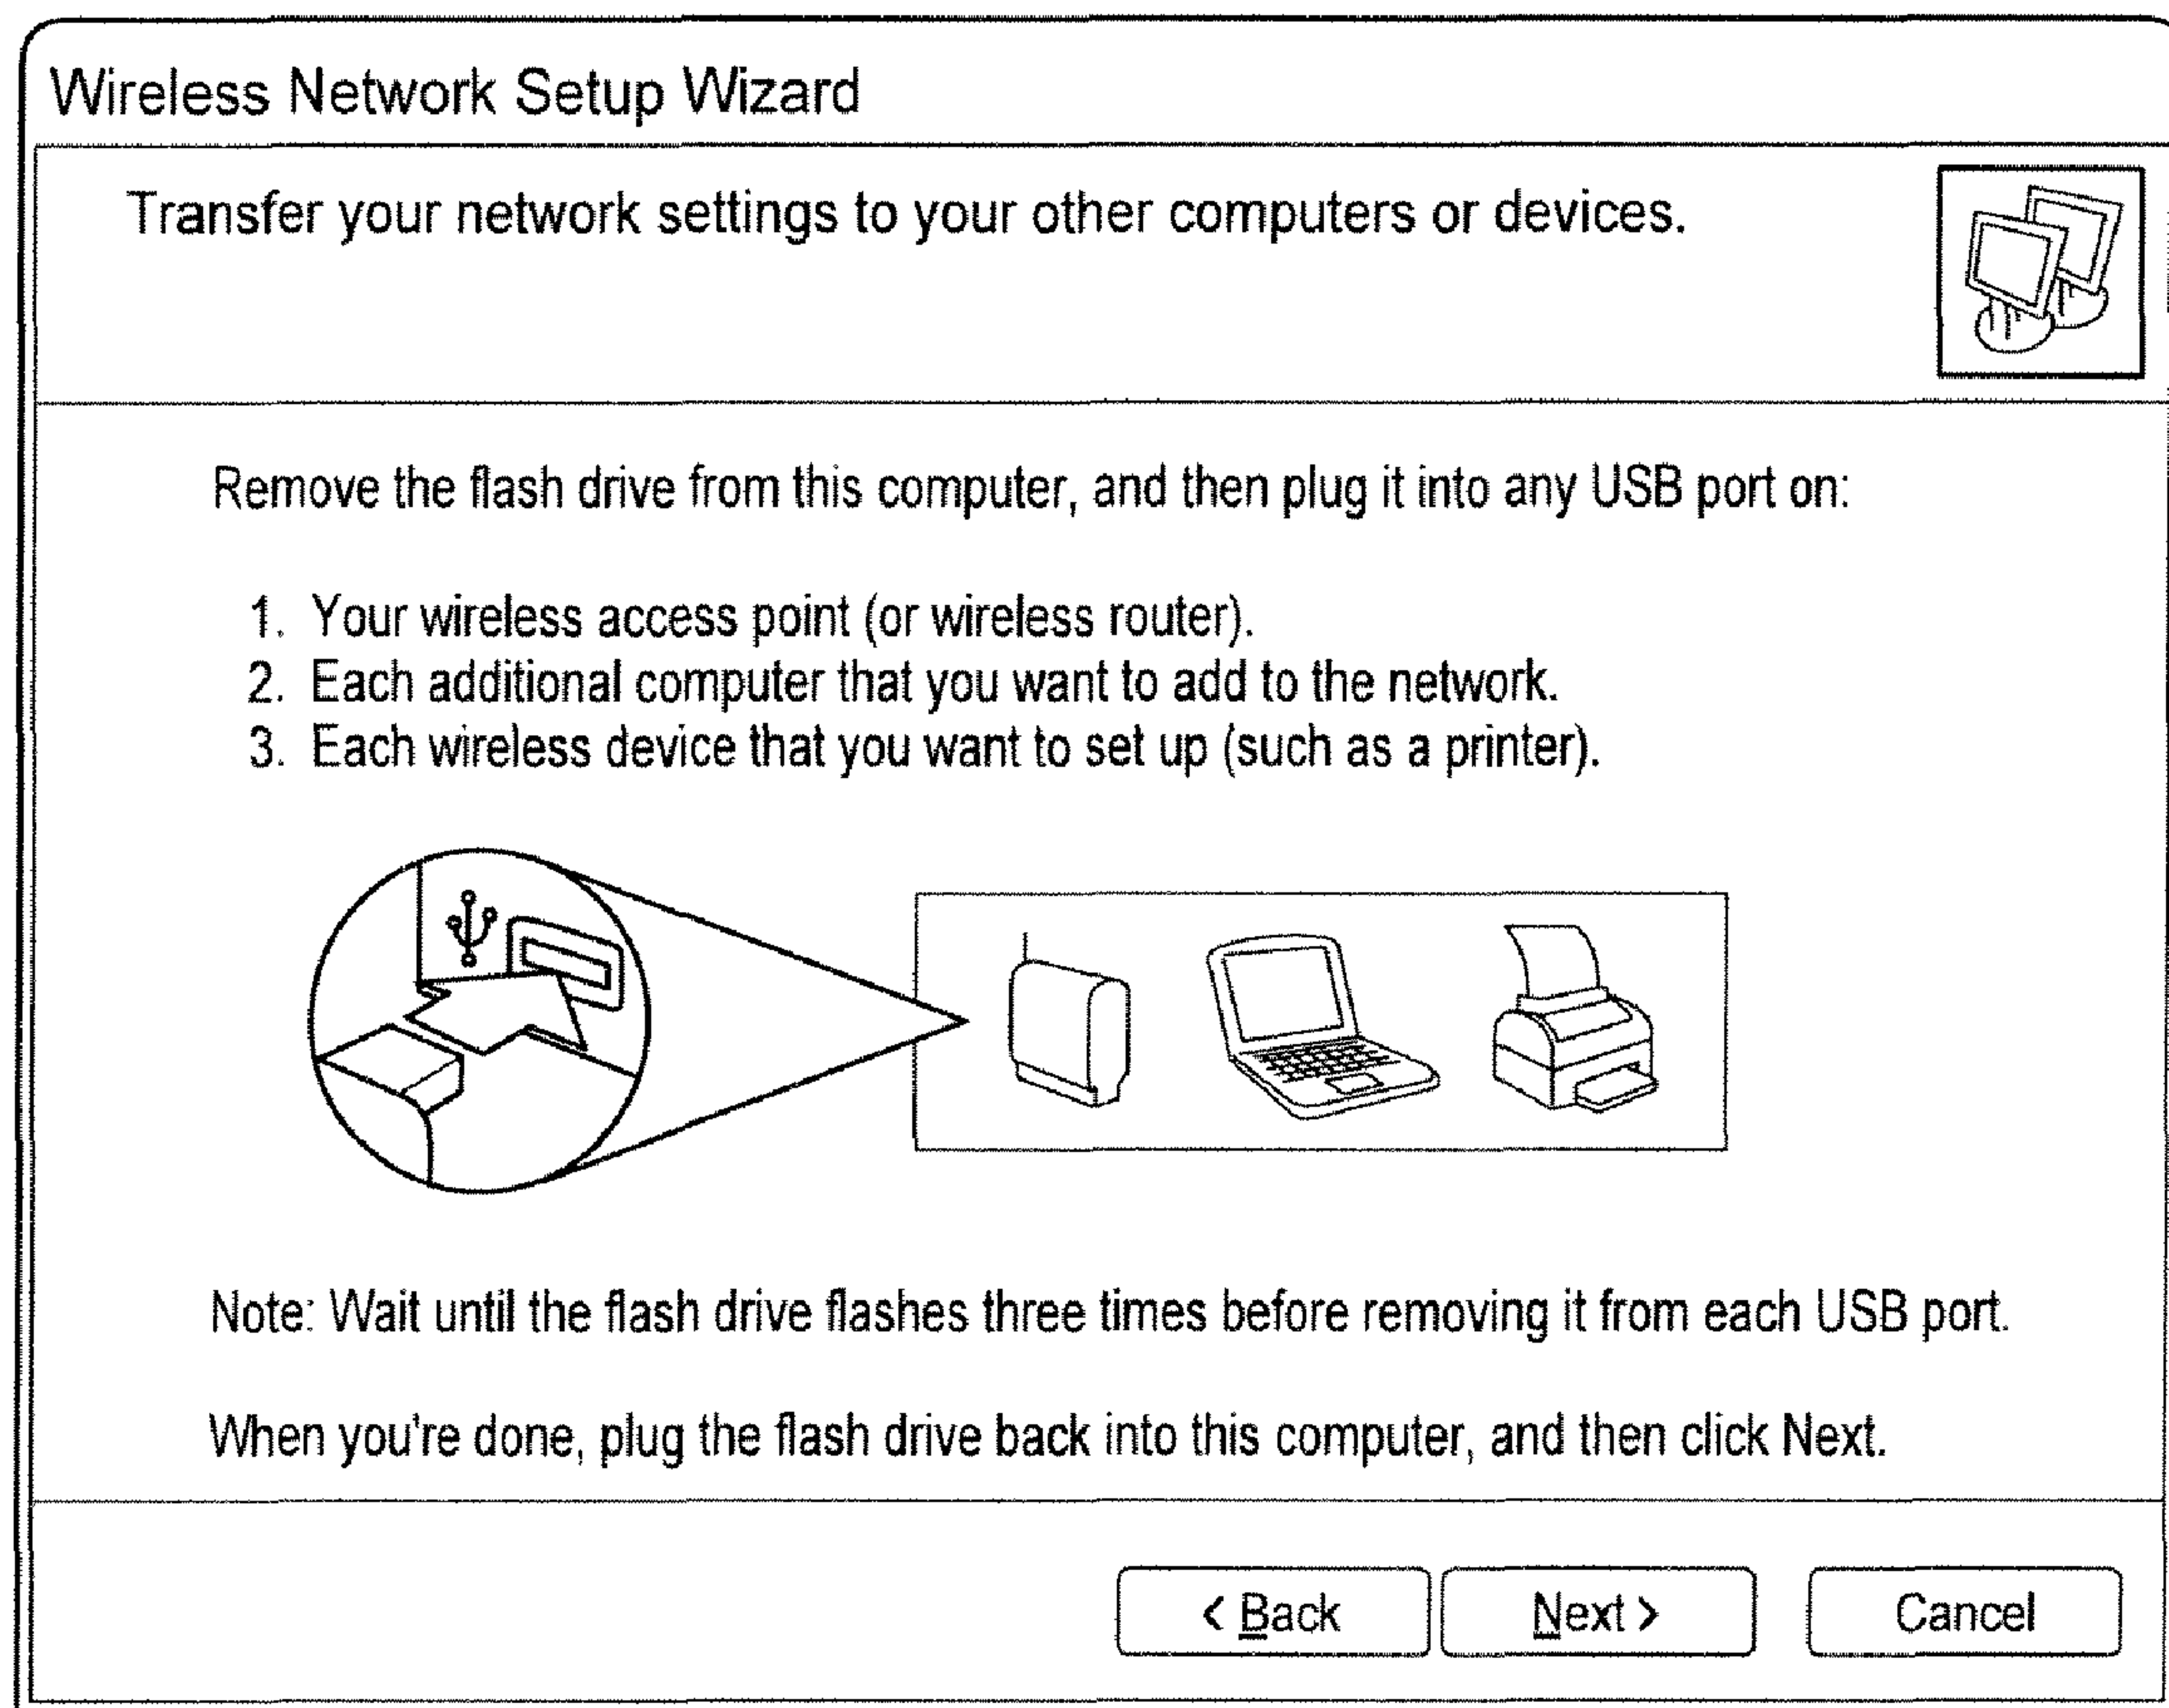 Wireless Network Setup Wizard
Transfer your network settings to your other computers or devices.
Remove the flash drive from this computer, and then plug it into any USB port on:
1. Your wireless access point (or wireless router).
2. Each additional computer that you want to add to the network.
3. Each wireless device that you want to set up (such as a printer).
Note: Wait until the flash drive flashes three times before removing it from each USB port.
When you're done, plug the flash drive back into this computer, and then click Next.
< Back Next > Cancel